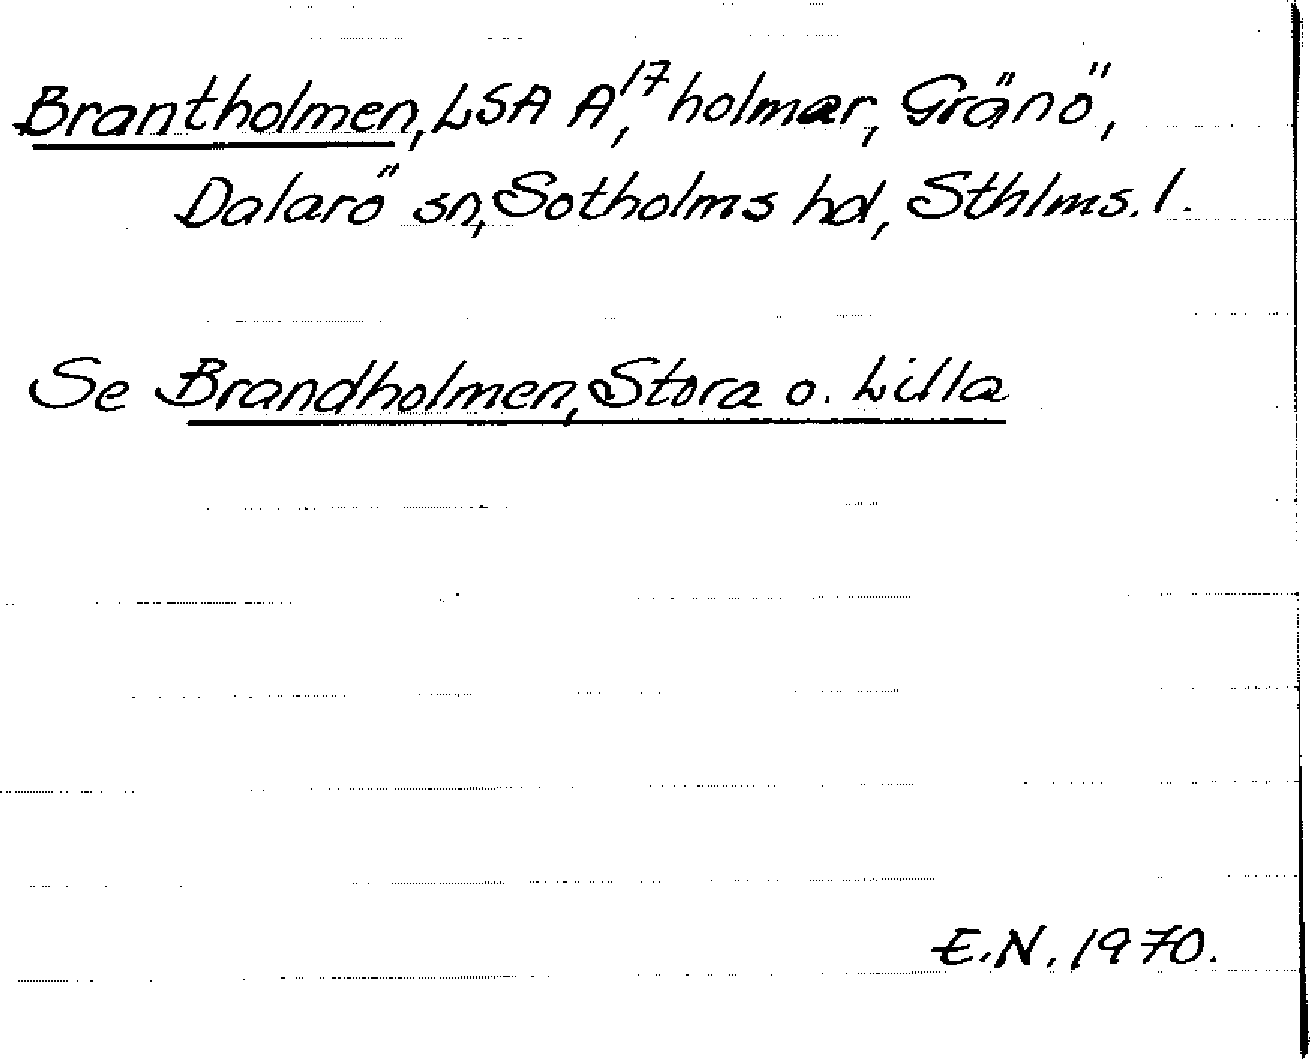 Brantholmen, LSA A¹⁷, holmar, Gränö,
Dalarö sn, Sotholms hd, Sthlms. l.
Se Brandholmen, Stora o. Lilla
E.N. 1970.